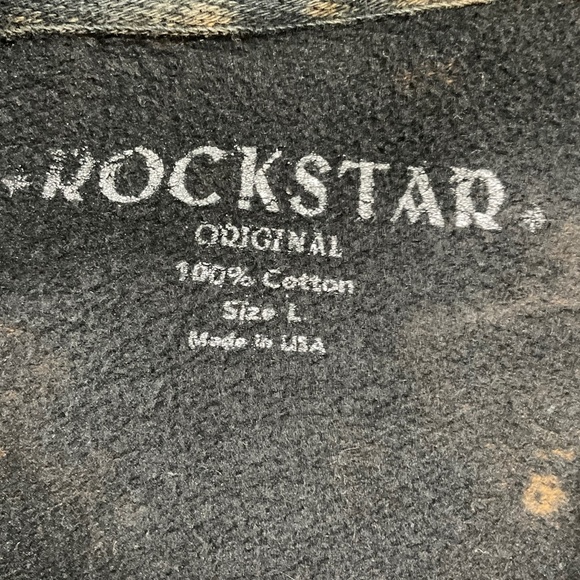 ROCKSTAR
ORIGINAL
100% Cotton
Size L
Made in USA